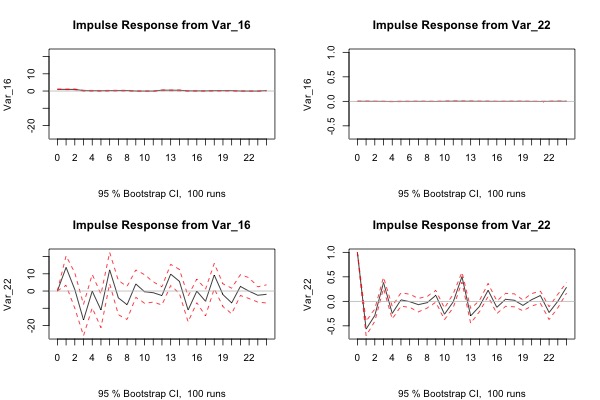 Impulse Response from Var_16
Var_16
10
0
-20
0 2 4 6 8 10 13 16 19 22
95 % Bootstrap CI, 100 runs
Impulse Response from Var_22
Var_16
1.0
0.5
0.0
-0.5
0 2 4 6 8 10 13 16 19 22
95 % Bootstrap CI, 100 runs
Impulse Response from Var_16
Var_22
10
0
-20
0 2 4 6 8 10 13 16 19 22
95 % Bootstrap CI, 100 runs
Impulse Response from Var_22
Var_22
1.0
0.5
0.0
-0.5
0 2 4 6 8 10 13 16 19 22
95 % Bootstrap CI, 100 runs